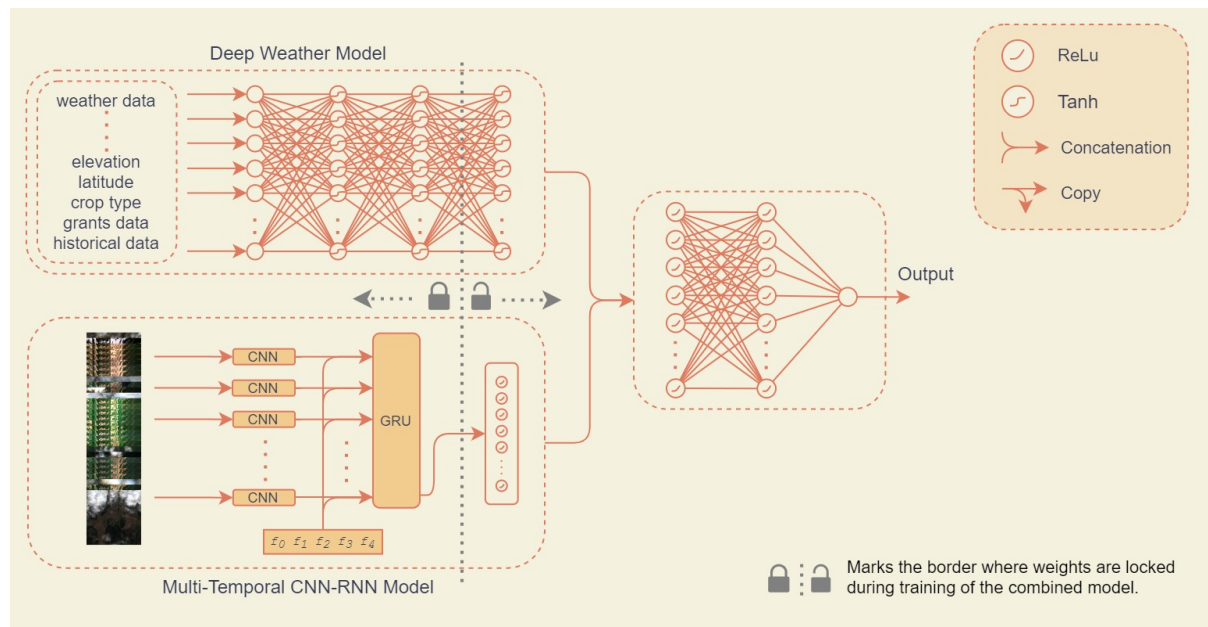 Deep Weather Model
weather data
elevation
latitude
crop type
grants data
historical data
ReLu
Tanh
Concatenation
Copy
Output
CNN
CNN
CNN
CNN
GRU
f0 f1 f2 f3 f4
Multi-Temporal CNN-RNN Model
Marks the border where weights are locked
during training of the combined model.